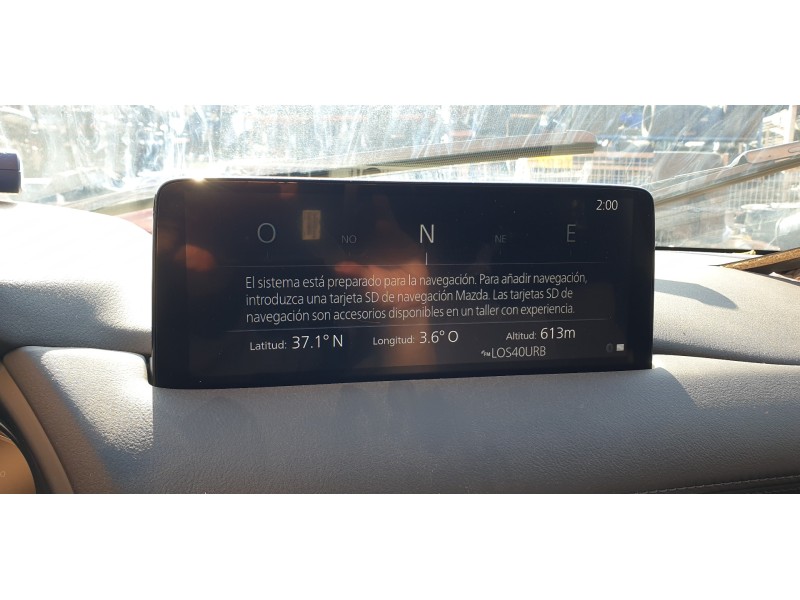 2:00
O NO N NE E
El sistema está preparado para la navegación. Para añadir navegación,
introduzca una tarjeta SD de navegación Mazda. Las tarjetas SD de
navegación son accesorios disponibles en un taller con experiencia.
Latitud: 37.1° N Longitud: 3.6° O Altitud: 613m
LOS40URB